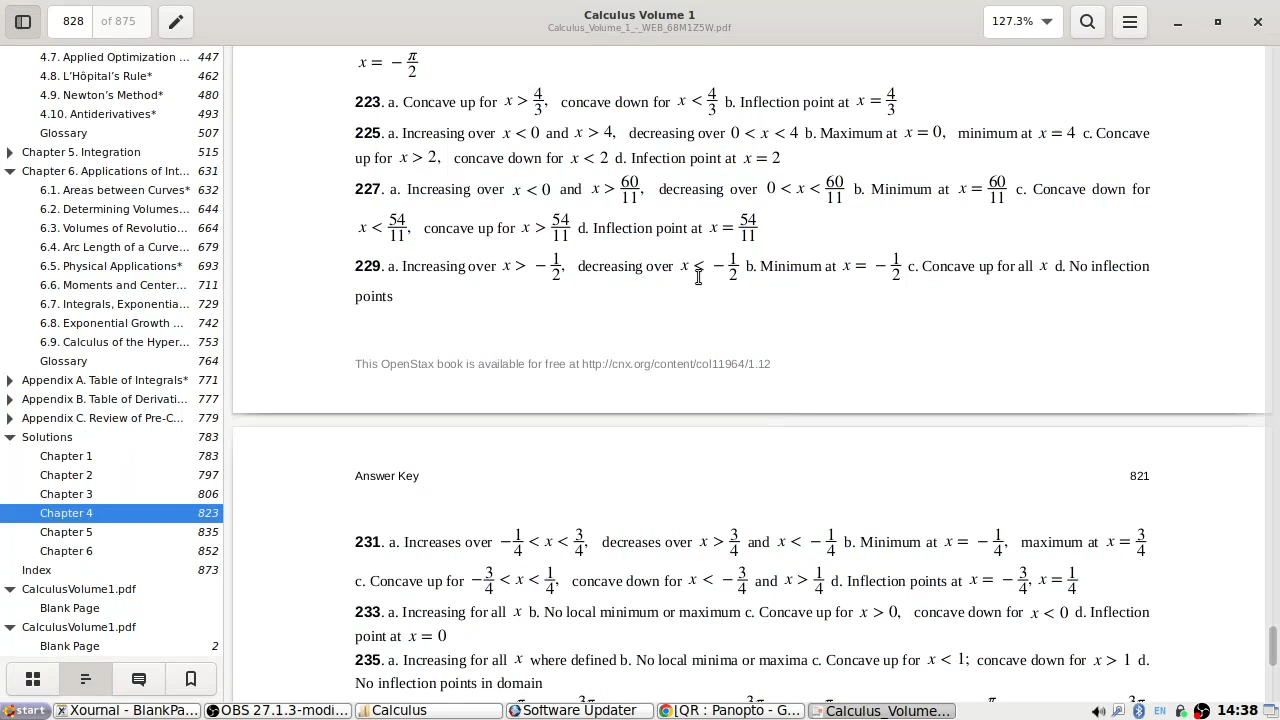 828 of 875
Calculus Volume 1
Calculus_Volume_1_-_WEB_68M1Z5W.pdf
127.3%
4.7. Applied Optimization ... 447
4.8. L'Hôpital's Rule* 462
4.9. Newton's Method* 480
4.10. Antiderivatives* 493
Glossary 507
Chapter 5. Integration 515
Chapter 6. Applications of Int... 631
6.1. Areas between Curves* 632
6.2. Determining Volumes... 644
6.3. Volumes of Revolutio... 664
6.4. Arc Length of a Curve... 679
6.5. Physical Applications* 693
6.6. Moments and Center... 711
6.7. Integrals, Exponentia... 729
6.8. Exponential Growth ... 742
6.9. Calculus of the Hyper... 753
Glossary 764
Appendix A. Table of Integrals* 771
Appendix B. Table of Derivati... 777
Appendix C. Review of Pre-C... 779
Solutions 783
Chapter 1 783
Chapter 2 797
Chapter 3 806
Chapter 4 823
Chapter 5 835
Chapter 6 852
Index 873
CalculusVolume1.pdf
Blank Page
CalculusVolume1.pdf
Blank Page 2
x = −π/2
223. a. Concave up for x > 4/3, concave down for x < 4/3 b. Inflection point at x = 4/3
225. a. Increasing over x < 0 and x > 4, decreasing over 0 < x < 4 b. Maximum at x = 0, minimum at x = 4 c. Concave
up for x > 2, concave down for x < 2 d. Infection point at x = 2
227. a. Increasing over x < 0 and x > 60/11, decreasing over 0 < x < 60/11 b. Minimum at x = 60/11 c. Concave down for
x < 54/11, concave up for x > 54/11 d. Inflection point at x = 54/11
229. a. Increasing over x > −1/2, decreasing over x < −1/2 b. Minimum at x = −1/2 c. Concave up for all x d. No inflection
points
This OpenStax book is available for free at http://cnx.org/content/col11964/1.12
Answer Key 821
231. a. Increases over −1/4 < x < 3/4, decreases over x > 3/4 and x < −1/4 b. Minimum at x = −1/4, maximum at x = 3/4
c. Concave up for −3/4 < x < 1/4, concave down for x < −3/4 and x > 1/4 d. Inflection points at x = −3/4, x = 1/4
233. a. Increasing for all x b. No local minimum or maximum c. Concave up for x > 0, concave down for x < 0 d. Inflection
point at x = 0
235. a. Increasing for all x where defined b. No local minima or maxima c. Concave up for x < 1; concave down for x > 1 d.
No inflection points in domain
start Xournal - BlankPa... OBS 27.1.3-modi... Calculus Software Updater [QR : Panopto - G... Calculus_Volume... EN 14:38